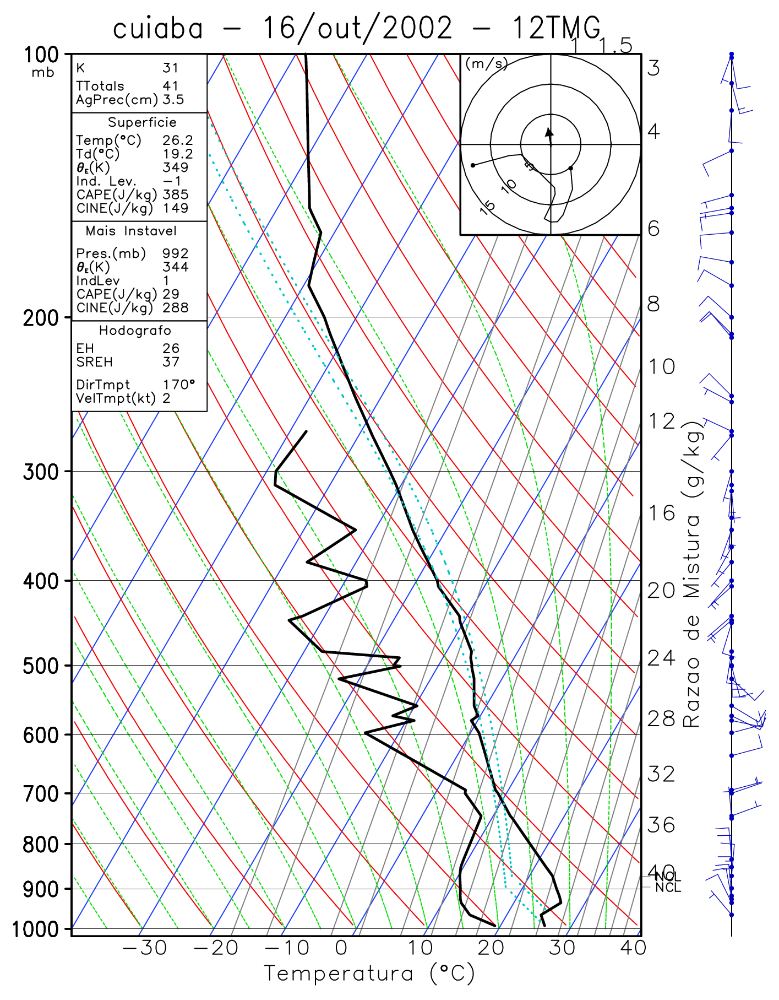 cuiaba - 16/out/2002 - 12TMG
1 1.5
100
mb
K 31
TTotals 41
AgPrec(cm) 3.5
Superficie
Temp(°C) 26.2
Td(°C) 19.2
θE(K) 349
Ind. Lev. -1
CAPE(J/kg) 385
CINE(J/kg) 149
Mais Instavel
Pres.(mb) 992
θE(K) 344
IndLev 1
CAPE(J/kg) 29
CINE(J/kg) 288
Hodografo
EH 26
SREH 37
DirTmpt 170°
VelTmpt(kt) 2
(m/s)
5
10
15
200
300
400
500
600
700
800
900
1000
3
4
6
8
10
12
16
20
24
28
32
36
40
NCL
NCL
Razao de Mistura (g/kg)
-30 -20 -10 0 10 20 30 40
Temperatura (°C)